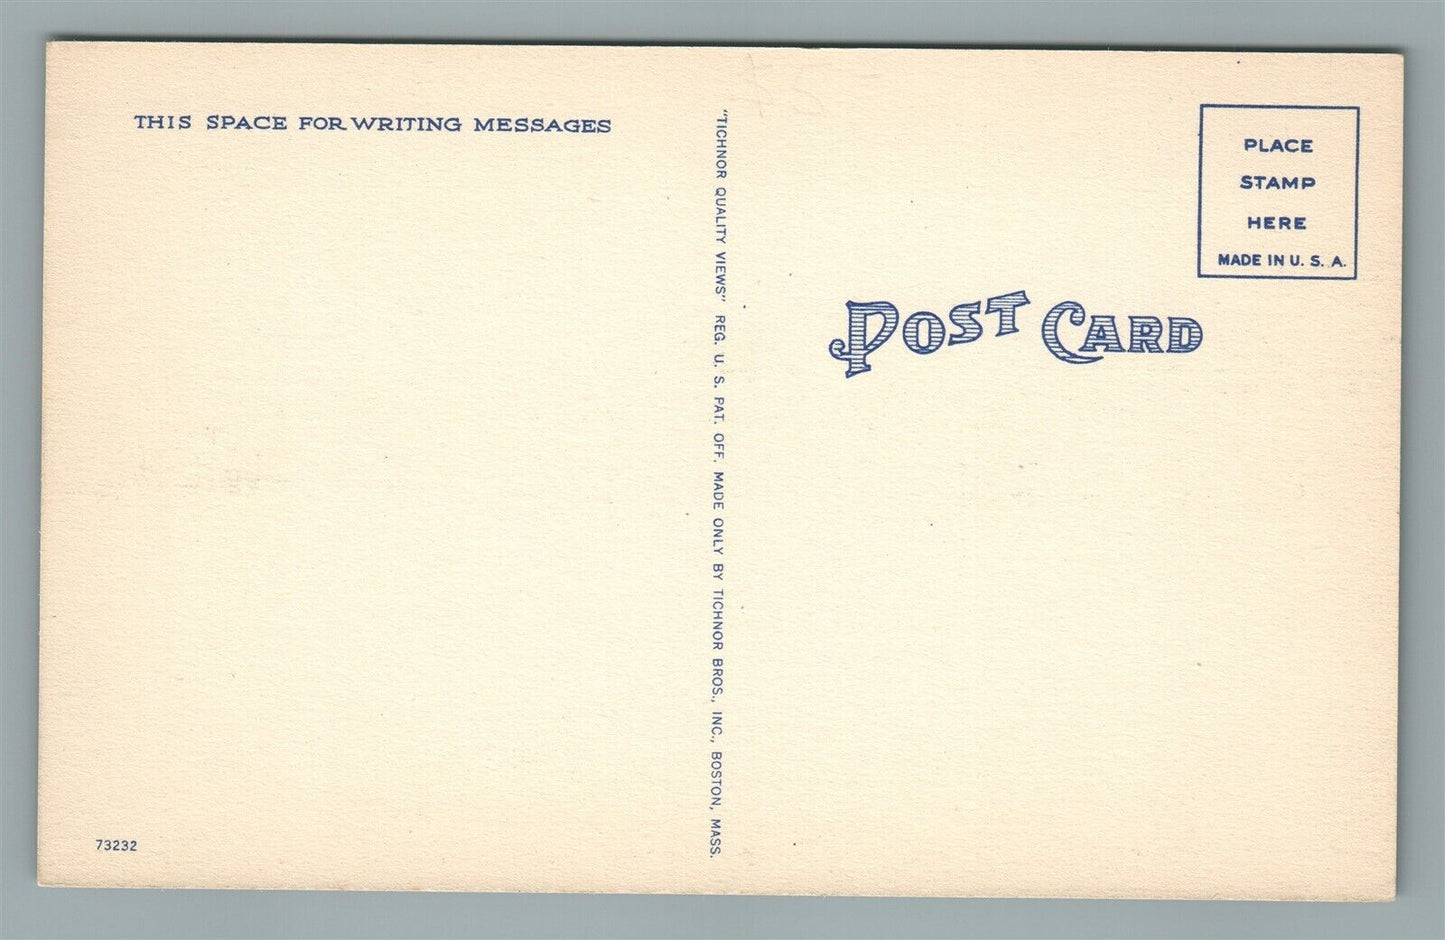 THIS SPACE FOR WRITING MESSAGES
"TICHNOR QUALITY VIEWS" REG. U. S. PAT. OFF. MADE ONLY BY TICHNOR BROS., INC., BOSTON, MASS.
PLACE
STAMP
HERE
MADE IN U. S. A.
POST CARD
73232